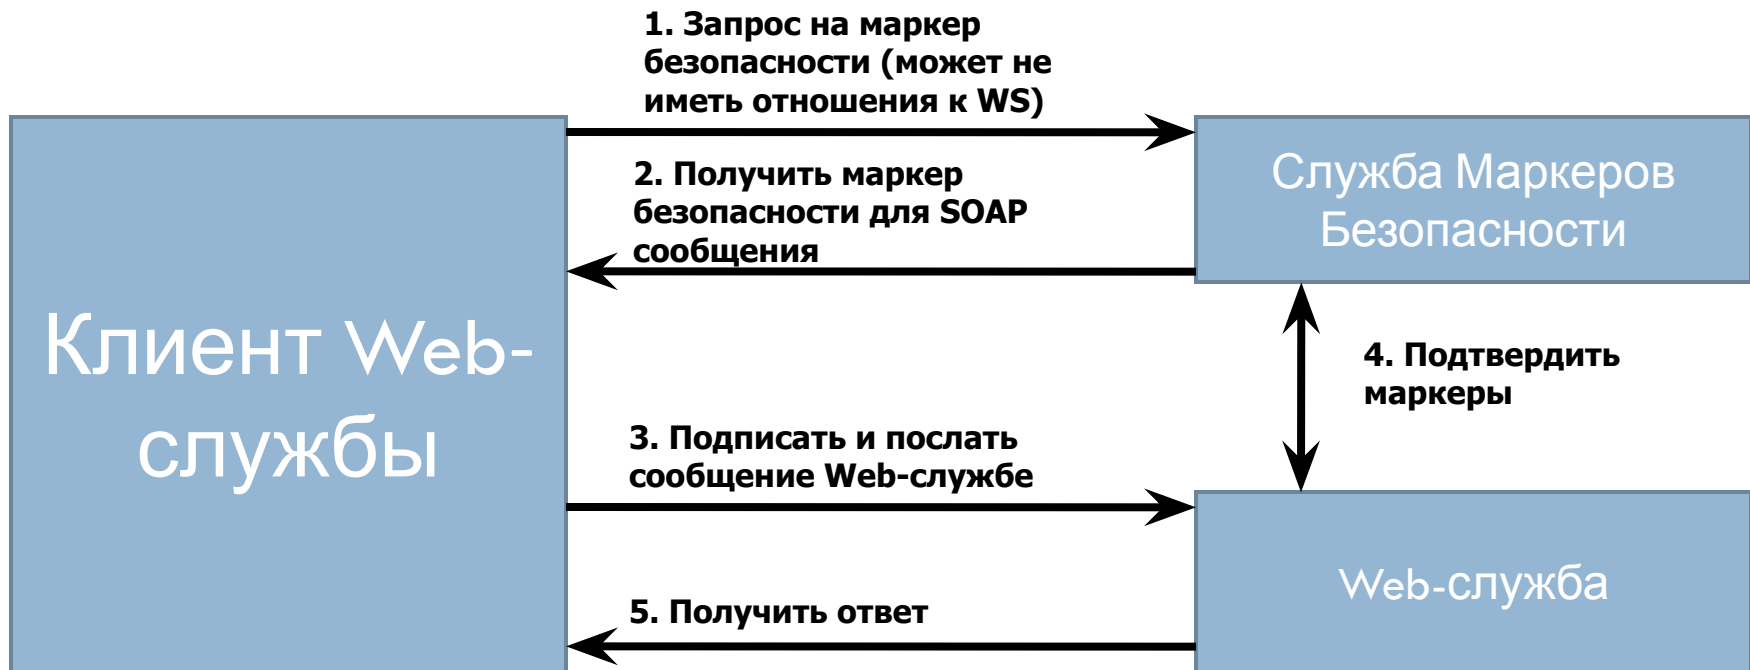 1. Запрос на маркер
безопасности (может не
иметь отношения к WS)
Служба Маркеров
Безопасности
2. Получить маркер
безопасности для SOAP
сообщения
Клиент Web-
службы
4. Подтвердить
маркеры
3. Подписать и послать
сообщение Web-службе
Web-служба
5. Получить ответ